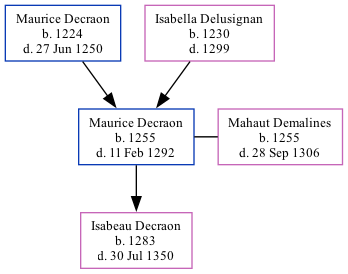 Maurice Decraon
b. 1224
d. 27 Jun 1250
Isabella Delusignan
b. 1230
d. 1299
Maurice Decraon
b. 1255
d. 11 Feb 1292
Mahaut Demalines
b. 1255
d. 28 Sep 1306
Isabeau Decraon
b. 1283
d. 30 Jul 1350